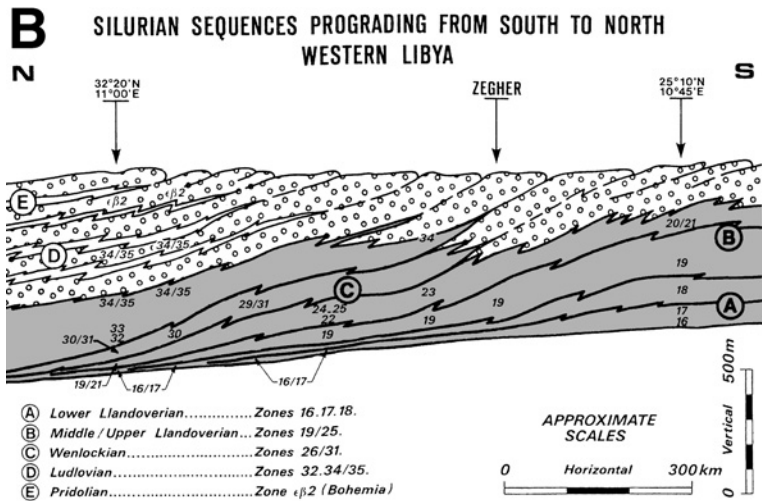 B
SILURIAN SEQUENCES PROGRADING FROM SOUTH TO NORTH
WESTERN LIBYA
N
S
32°20'N
11°00'E
ZEGHER
25°10'N
10°45'E
E
εβ2
εβ2
D
34/35
34/35
34/35
34/35
34
20/21
B
19
C
29/31
24.25
22
23
19
18
A
17
16
33
32
30/31
30
19
19
19/21
16/17
16/17
500m
Vertical
0
A Lower Llandoverian.............Zones 16.17.18.
B Middle/Upper Llandoverian...Zones 19/25.
C Wenlockian.........................Zones 26/31.
D Ludlovian...........................Zones 32.34/35.
E Pridolian.............................Zone εβ2 (Bohemia)
APPROXIMATE
SCALES
0 Horizontal 300km